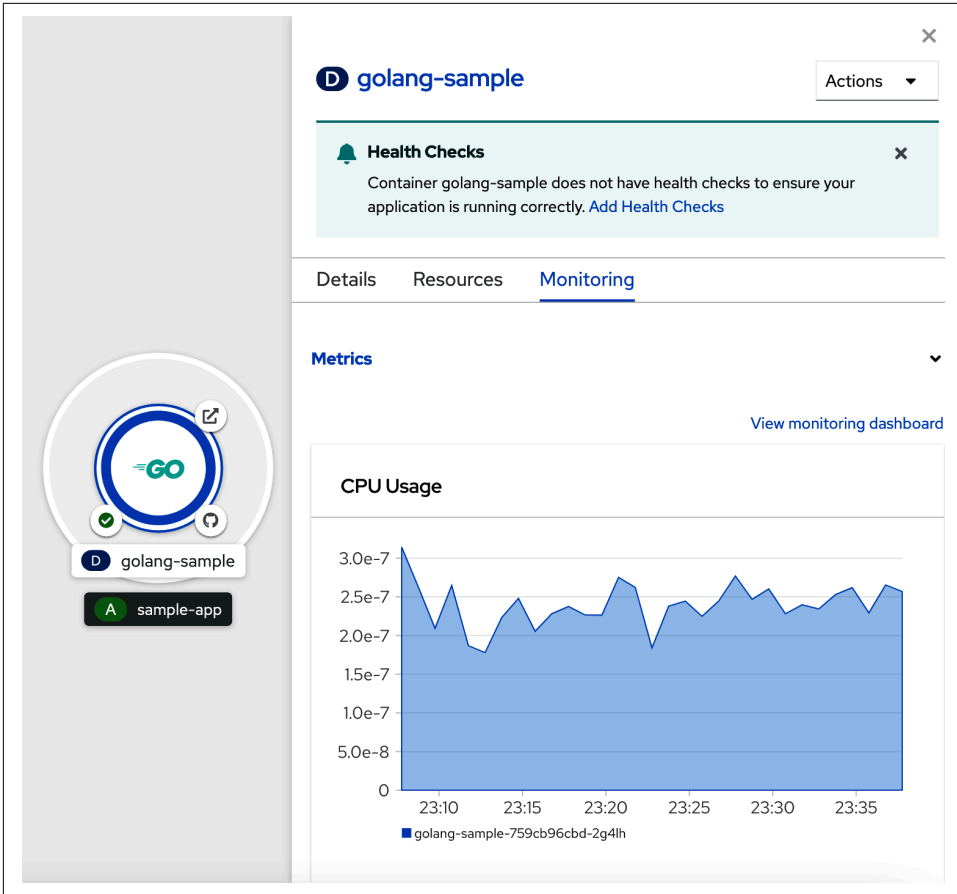 D golang-sample
Actions
Health Checks
Container golang-sample does not have health checks to ensure your
application is running correctly. Add Health Checks
Details Resources Monitoring
Metrics
View monitoring dashboard
CPU Usage
3.0e-7
2.5e-7
2.0e-7
1.5e-7
1.0e-7
5.0e-8
0
23:10 23:15 23:20 23:25 23:30 23:35
golang-sample-759cb96cbd-2g4lh
GO
D golang-sample
A sample-app